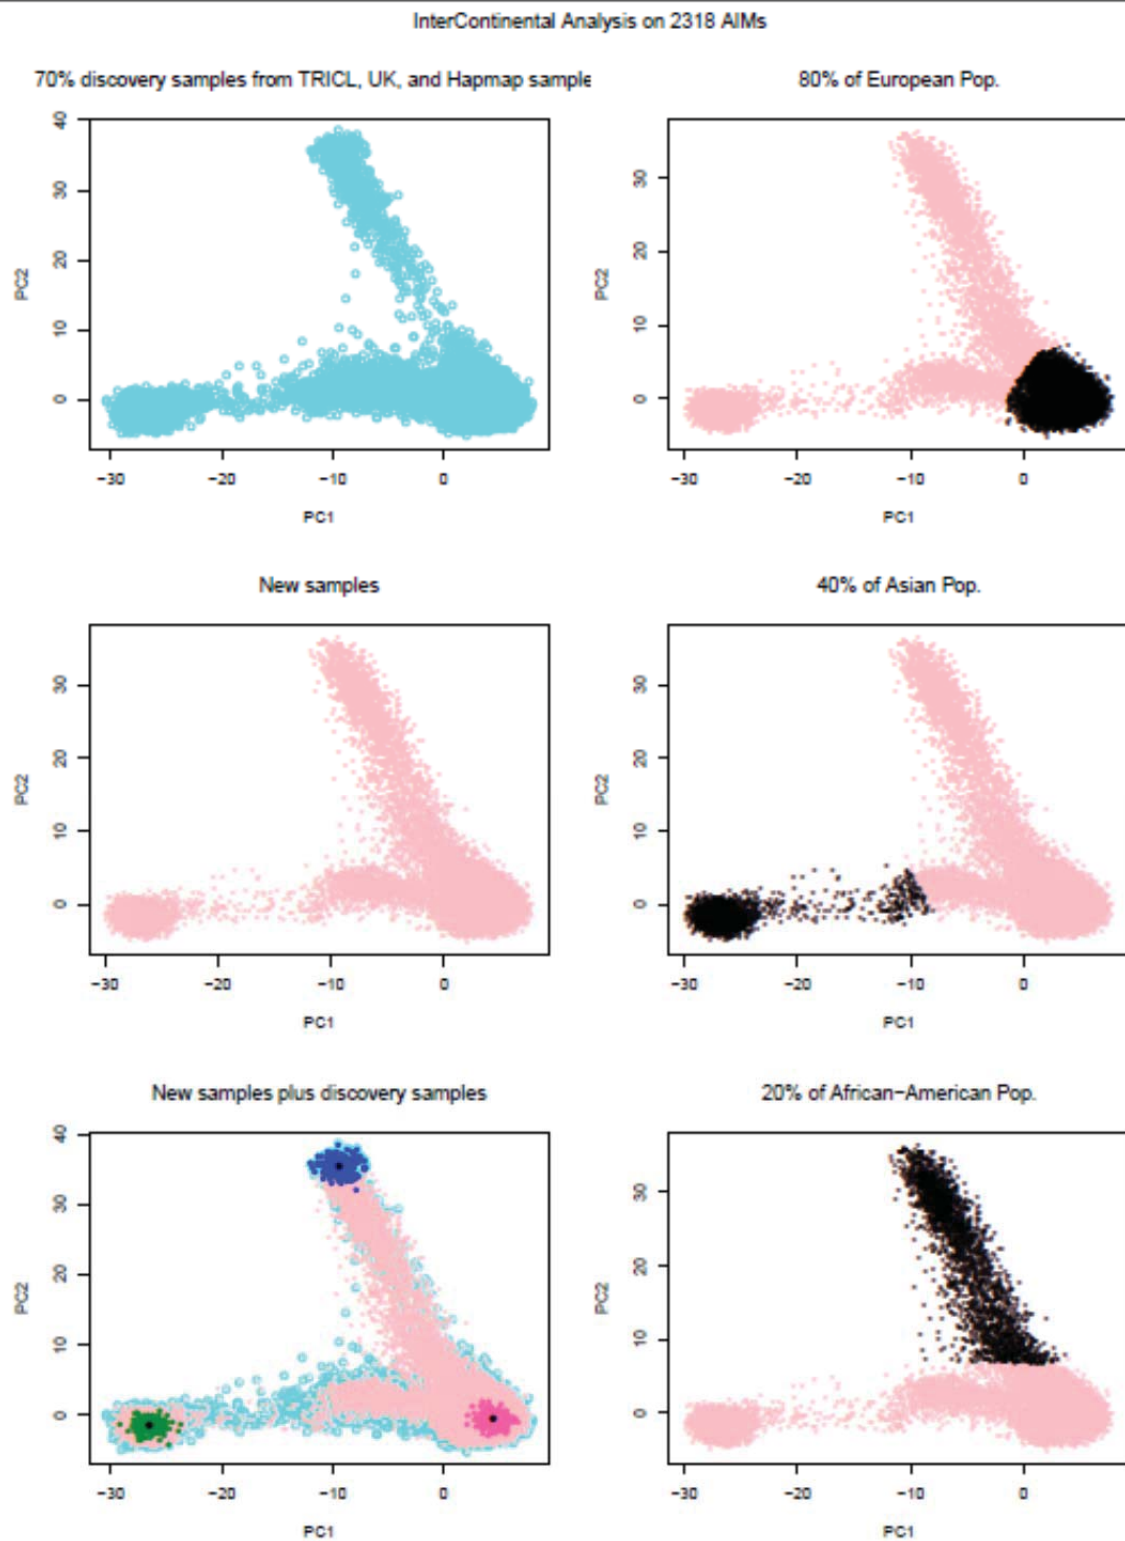 InterContinental Analysis on 2318 AIMs
70% discovery samples from TRICL, UK, and Hapmap sample
80% of European Pop.
PC2
40
30
20
10
0
-30 -20 -10 0
PC1
PC2
30
20
10
0
-30 -20 -10 0
PC1
New samples
40% of Asian Pop.
PC2
30
20
10
0
-30 -20 -10 0
PC1
PC2
30
20
10
0
-30 -20 -10 0
PC1
New samples plus discovery samples
20% of African-American Pop.
PC2
40
30
20
10
0
-30 -20 -10 0
PC1
PC2
30
20
10
0
-30 -20 -10 0
PC1